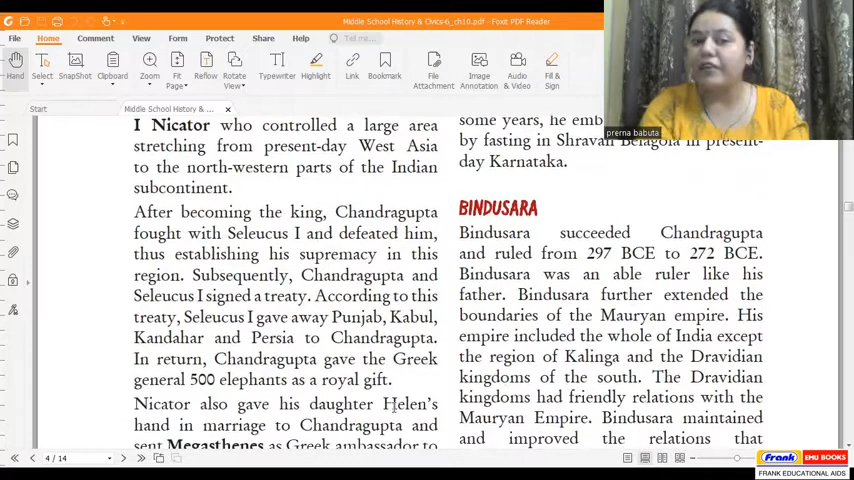 Middle School History & Civics-6_ch10.pdf - Foxit PDF Reader
File
Home
Comment
View
Form
Protect
Share
Help
Tell me...
Hand
Select
SnapShot
Clipboard
Zoom
Fit
Page
Reflow
Rotate
View
Typewriter
Highlight
Link
Bookmark
File
Attachment
Image
Annotation
Audio
& Video
Fill &
Sign
Start
Middle School History & ...
prerna babuta
I Nicator who controlled a large area
stretching from present-day West Asia
to the north-western parts of the Indian
subcontinent.
After becoming the king, Chandragupta
fought with Seleucus I and defeated him,
thus establishing his supremacy in this
region. Subsequently, Chandragupta and
Seleucus I signed a treaty. According to this
treaty, Seleucus I gave away Punjab, Kabul,
Kandahar and Persia to Chandragupta.
In return, Chandragupta gave the Greek
general 500 elephants as a royal gift.
Nicator also gave his daughter Helen's
hand in marriage to Chandragupta and
sent Megasthenes as Greek ambassador to
some years, he emb
by fasting in Shravan Belagola in present-
day Karnataka.
BINDUSARA
Bindusara succeeded Chandragupta
and ruled from 297 BCE to 272 BCE.
Bindusara was an able ruler like his
father. Bindusara further extended the
boundaries of the Mauryan empire. His
empire included the whole of India except
the region of Kalinga and the Dravidian
kingdoms of the south. The Dravidian
kingdoms had friendly relations with the
Mauryan Empire. Bindusara maintained
and improved the relations that
4 / 14
Frank
EMU BOOKS
FRANK EDUCATIONAL AIDS